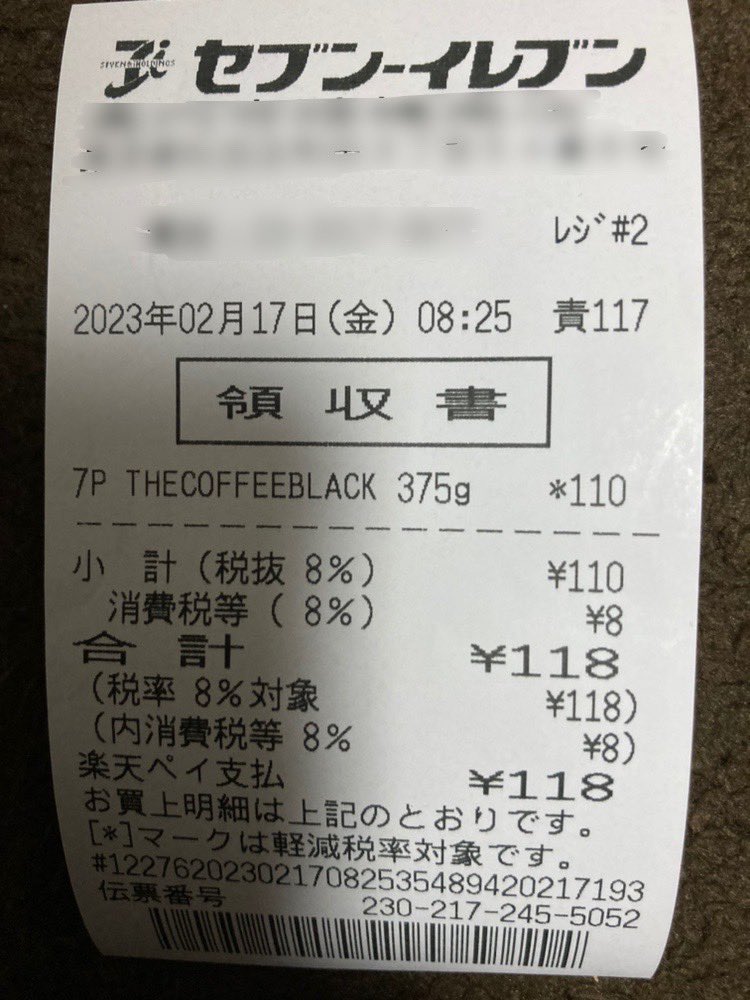 SEVEN&i HOLDINGS セブン-イレブン
ﾚｼﾞ#2
2023年02月17日(金) 08:25 責117
領収書
7P THECOFFEEBLACK 375g *110
小 計(税抜 8%) ¥110
消費税等( 8%) ¥8
合 計 ¥118
(税率 8%対象 ¥118)
(内消費税等 8% ¥8)
楽天ペイ支払 ¥118
お買上明細は上記のとおりです。
[*]マークは軽減税率対象です。
#1227620230217082535489420217193
伝票番号 230-217-245-5052